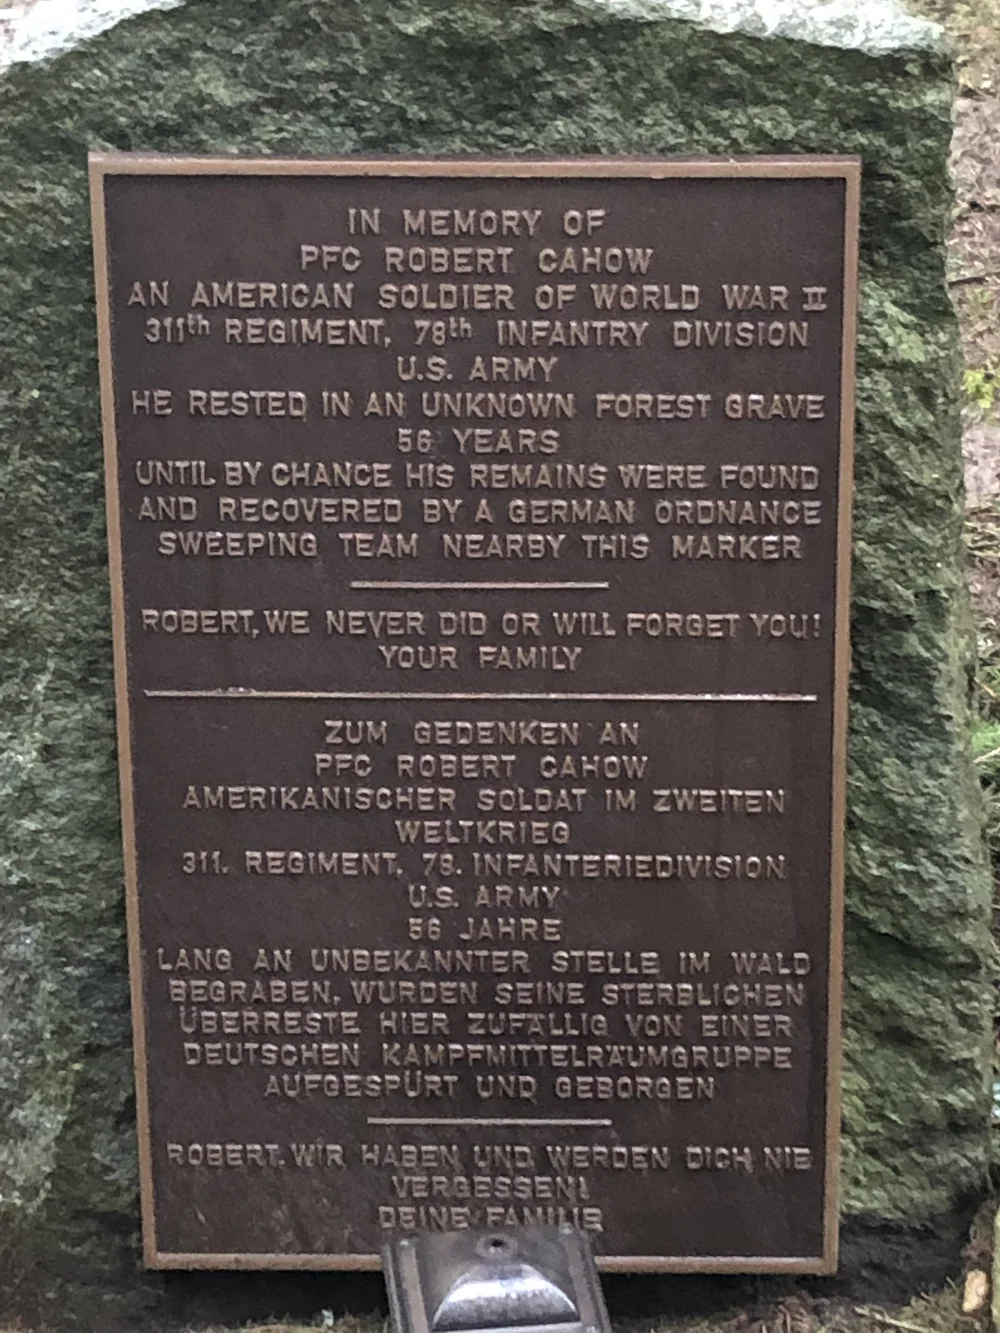 IN MEMORY OF
PFC ROBERT CAHOW
AN AMERICAN SOLDIER OF WORLD WAR II
311th REGIMENT, 78th INFANTRY DIVISION
U.S. ARMY
HE RESTED IN AN UNKNOWN FOREST GRAVE
56 YEARS
UNTIL BY CHANCE HIS REMAINS WERE FOUND
AND RECOVERED BY A GERMAN ORDNANCE
SWEEPING TEAM NEARBY THIS MARKER
ROBERT, WE NEVER DID OR WILL FORGET YOU!
YOUR FAMILY
ZUM GEDENKEN AN
PFC ROBERT CAHOW
AMERIKANISCHER SOLDAT IM ZWEITEN
WELTKRIEG
311. REGIMENT, 78. INFANTERIEDIVISION
U.S. ARMY
56 JAHRE
LANG AN UNBEKANNTER STELLE IM WALD
BEGRABEN, WURDEN SEINE STERBLICHEN
ÜBERRESTE HIER ZUFÄLLIG VON EINER
DEUTSCHEN KAMPFMITTELRÄUMGRUPPE
AUFGESPÜRT UND GEBORGEN
ROBERT, WIR HABEN UND WERDEN DICH NIE
VERGESSEN!
DEINE FAMILIE